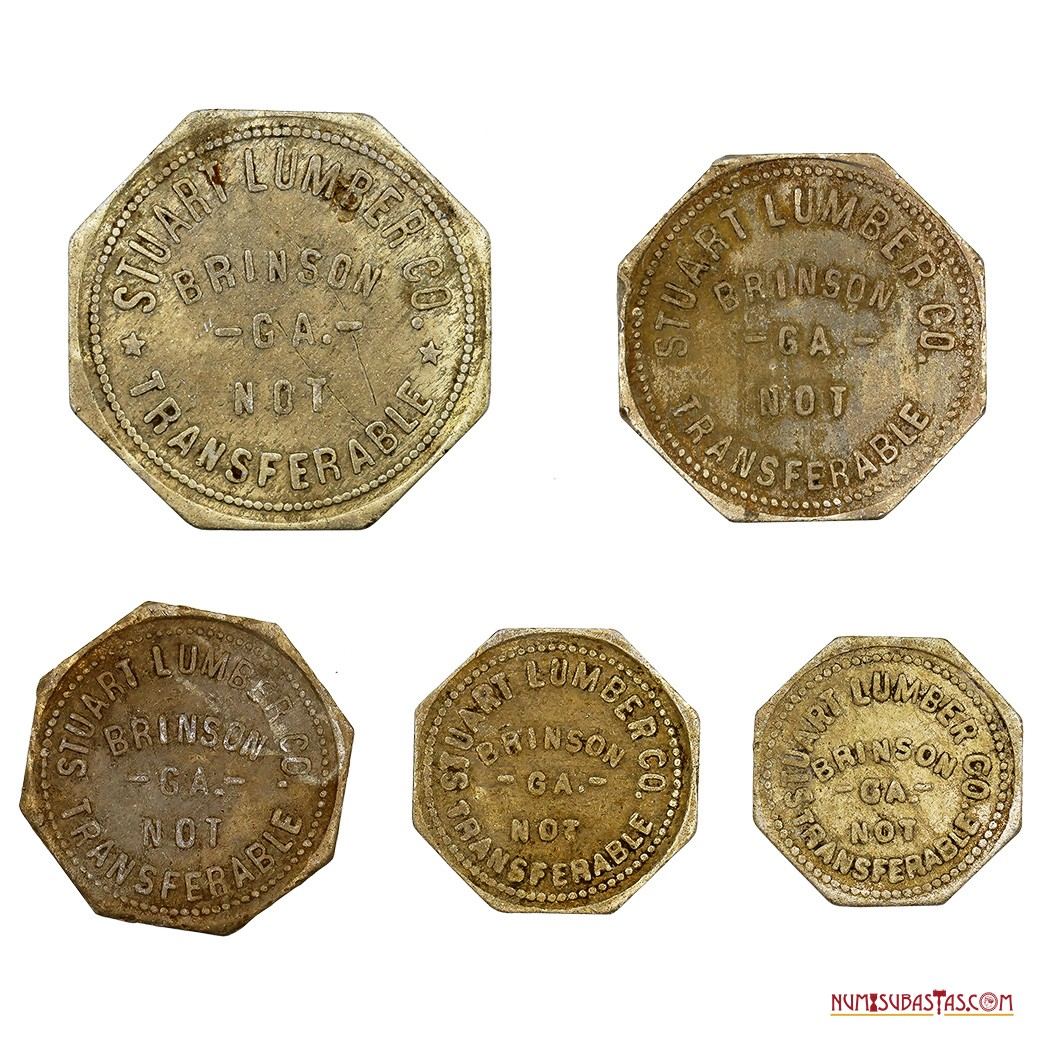 STUART LUMBER CO.
BRINSON
-GA.-
NOT
TRANSFERABLE
STUART LUMBER CO.
BRINSON
-GA.-
NOT
TRANSFERABLE
STUART LUMBER CO.
BRINSON
-GA.-
NOT
TRANSFERABLE
STUART LUMBER CO.
BRINSON
-GA.-
NOT
TRANSFERABLE
STUART LUMBER CO.
BRINSON
-GA.-
NOT
TRANSFERABLE
NUMISUBASTAS.COM